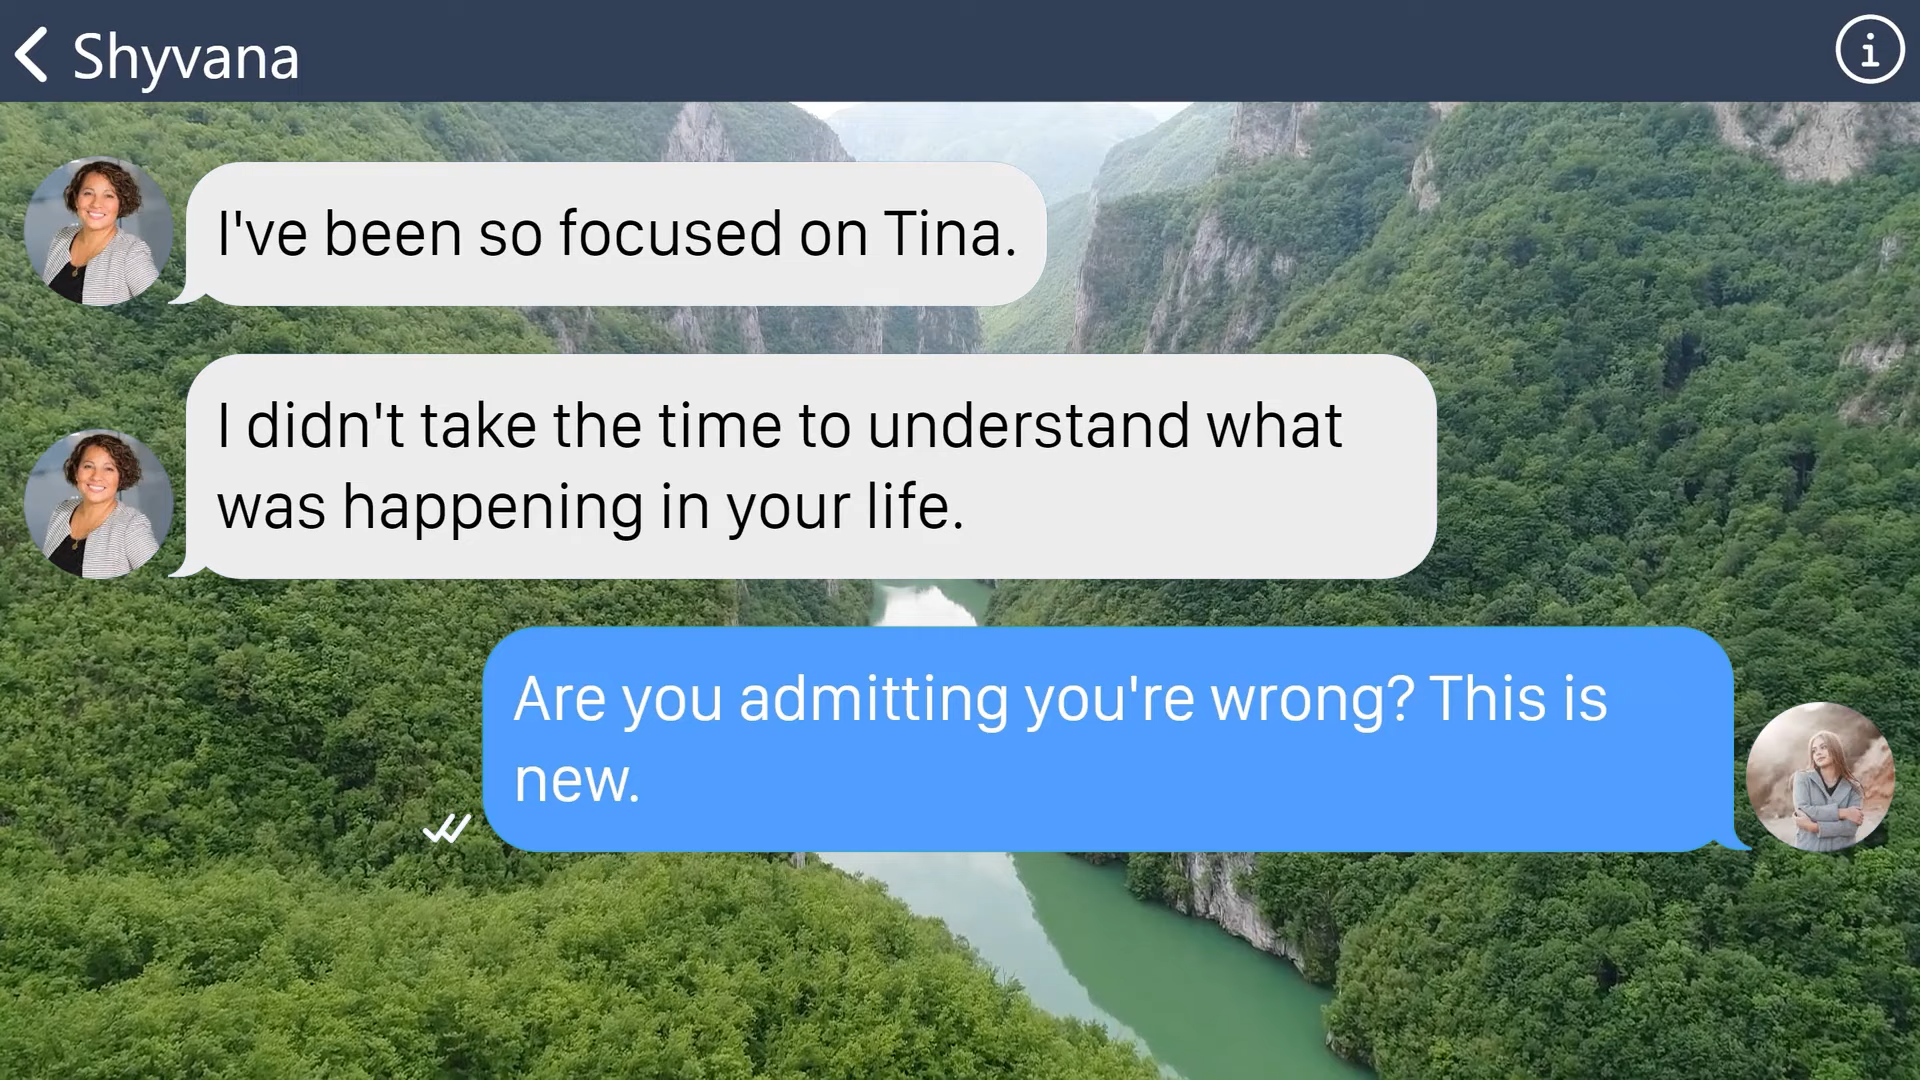 Shyvana
I've been so focused on Tina.
I didn't take the time to understand what
was happening in your life.
Are you admitting you're wrong? This is
new.